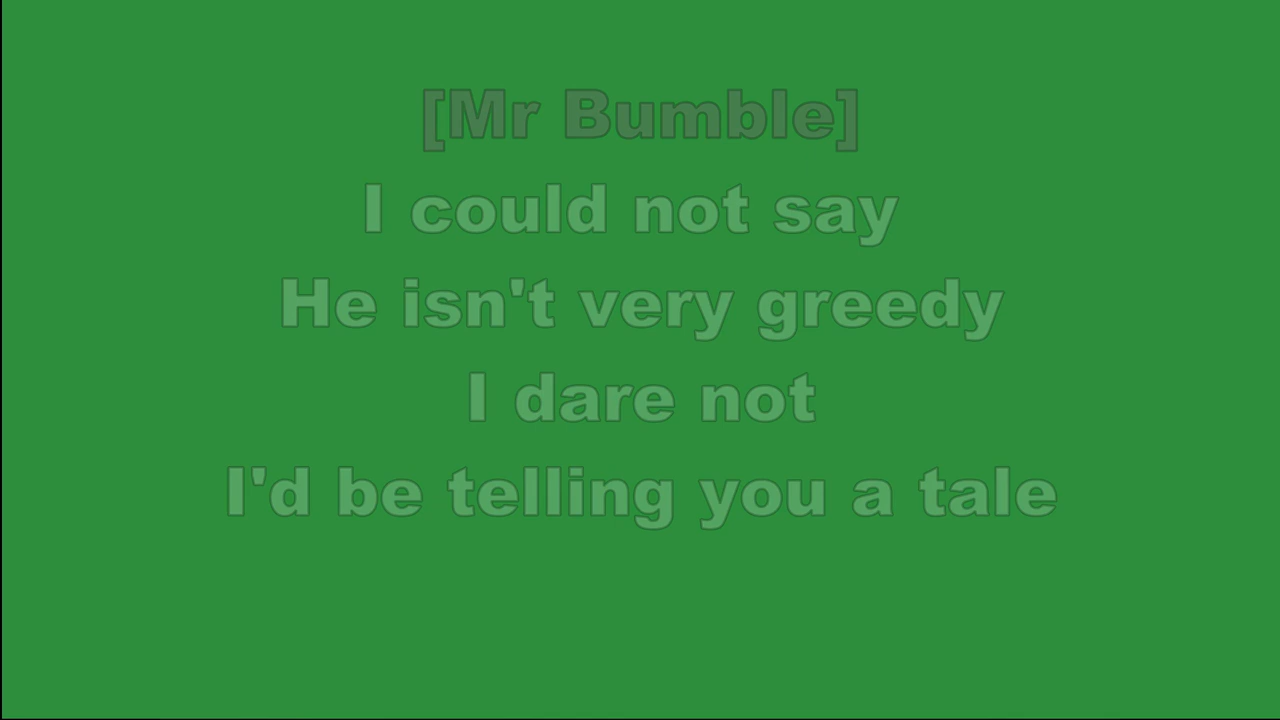 [Mr Bumble]
I could not say
He isn't very greedy
I dare not
I'd be telling you a tale